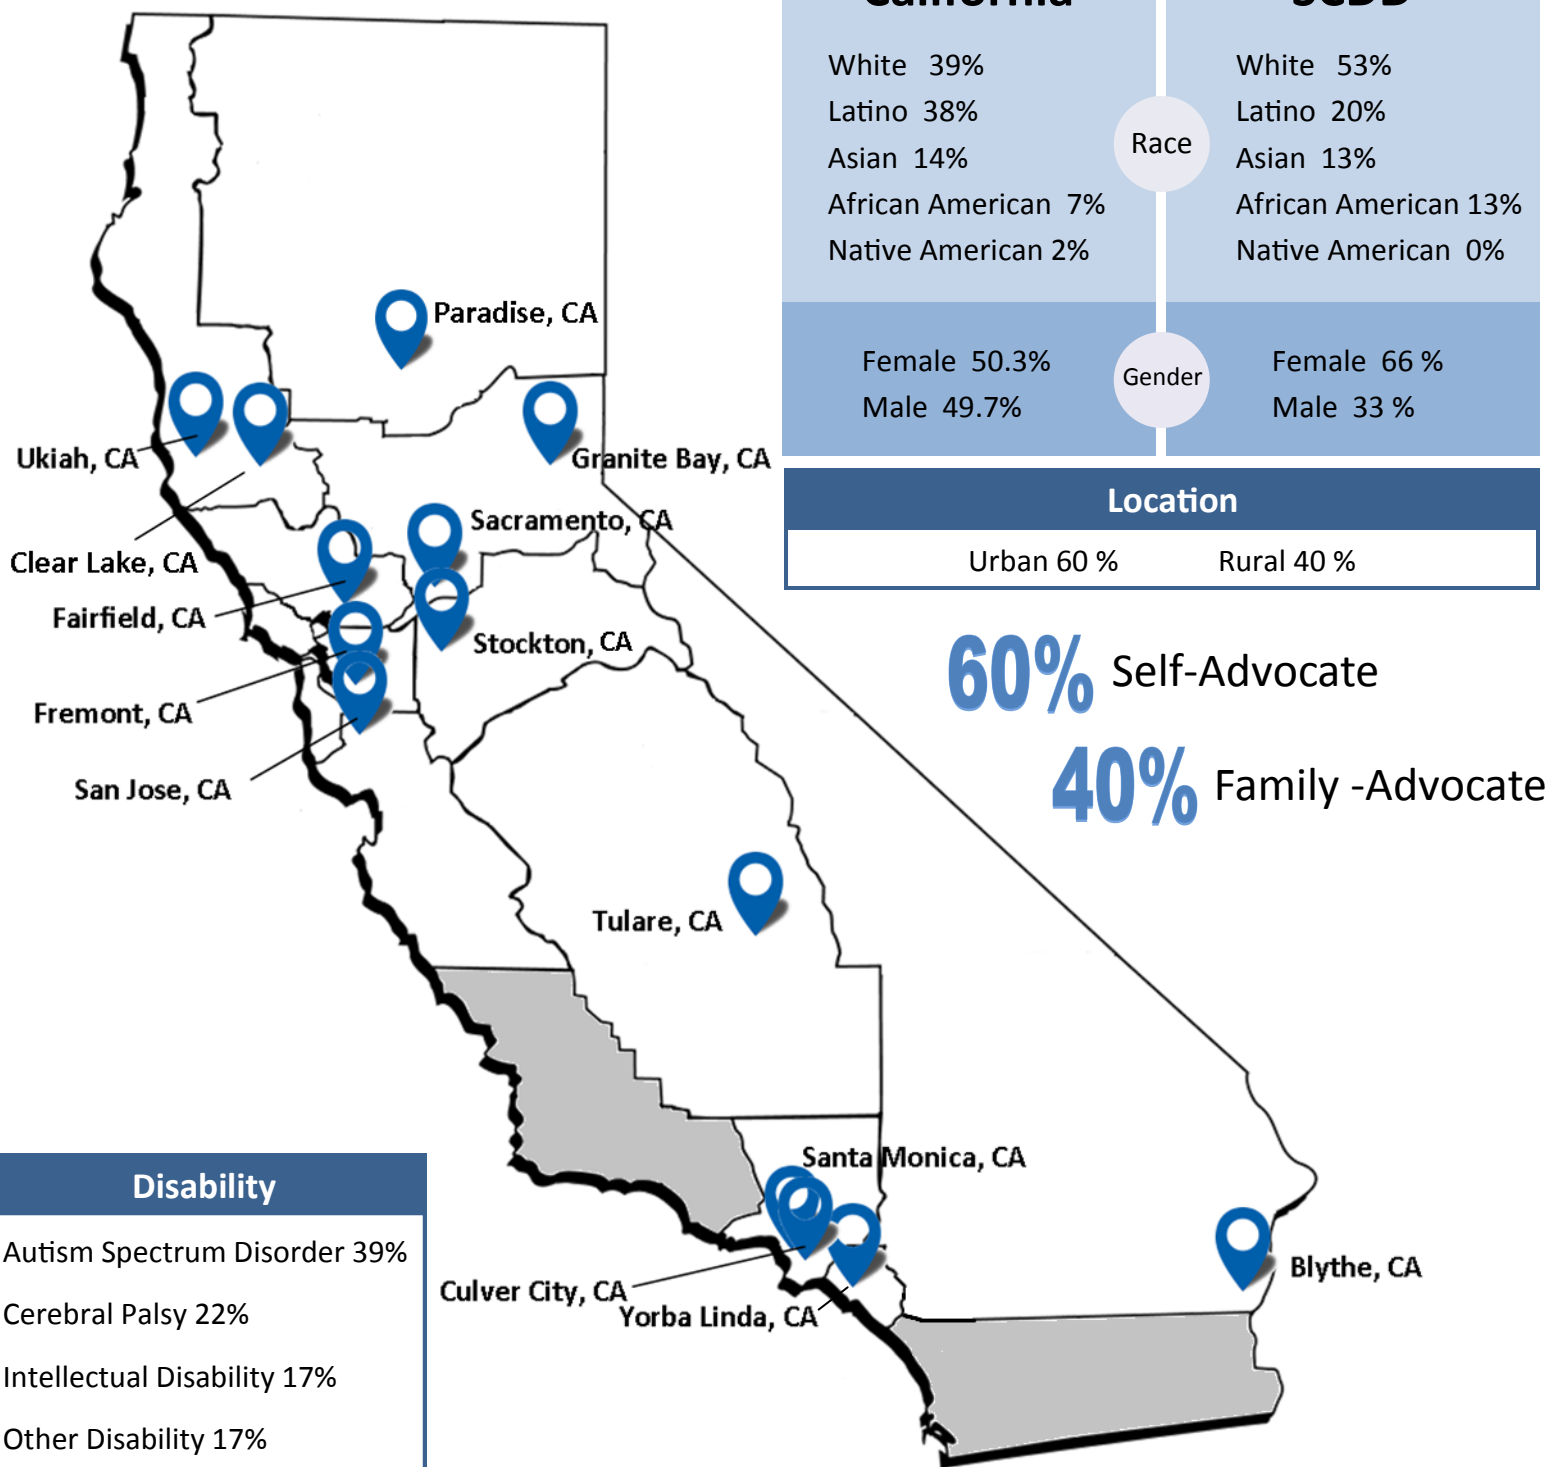 California SCDD
White 39%
Latino 38%
Asian 14%
African American 7%
Native American 2%
Race
White 53%
Latino 20%
Asian 13%
African American 13%
Native American 0%
Female 50.3%
Male 49.7%
Gender
Female 66 %
Male 33 %
Location
Urban 60 % Rural 40 %
60% Self-Advocate
40% Family -Advocate
Paradise, CA
Ukiah, CA
Granite Bay, CA
Clear Lake, CA
Sacramento, CA
Fairfield, CA
Stockton, CA
Fremont, CA
San Jose, CA
Tulare, CA
Santa Monica, CA
Culver City, CA
Yorba Linda, CA
Blythe, CA
Disability
Autism Spectrum Disorder 39%
Cerebral Palsy 22%
Intellectual Disability 17%
Other Disability 17%